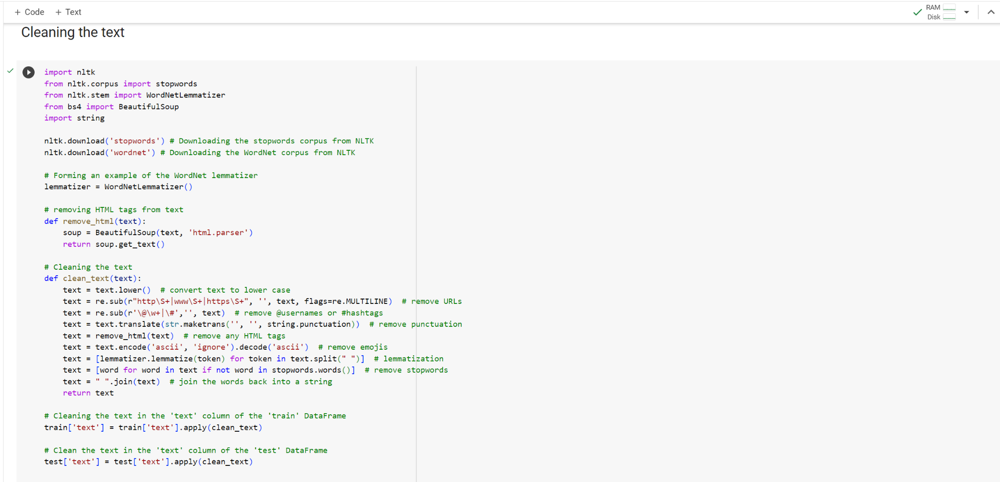 + Code + Text
RAM
Disk
Cleaning the text
import nltk
from nltk.corpus import stopwords
from nltk.stem import WordNetLemmatizer
from bs4 import BeautifulSoup
import string

nltk.download('stopwords') # Downloading the stopwords corpus from NLTK
nltk.download('wordnet') # Downloading the WordNet corpus from NLTK

# Forming an example of the WordNet lemmatizer
lemmatizer = WordNetLemmatizer()

# removing HTML tags from text
def remove_html(text):
    soup = BeautifulSoup(text, 'html.parser')
    return soup.get_text()

# Cleaning the text
def clean_text(text):
    text = text.lower()  # convert text to lower case
    text = re.sub(r"http\S+|www\S+|https\S+", '', text, flags=re.MULTILINE)  # remove URLs
    text = re.sub(r'\@\w+|\#','', text)  # remove @usernames or #hashtags
    text = text.translate(str.maketrans('', '', string.punctuation))  # remove punctuation
    text = remove_html(text)  # remove any HTML tags
    text = text.encode('ascii', 'ignore').decode('ascii')  # remove emojis
    text = [lemmatizer.lemmatize(token) for token in text.split(" ")]  # lemmatization
    text = [word for word in text if not word in stopwords.words()]  # remove stopwords
    text = " ".join(text)  # join the words back into a string
    return text

# Cleaning the text in the 'text' column of the 'train' DataFrame
train['text'] = train['text'].apply(clean_text)

# Clean the text in the 'text' column of the 'test' DataFrame
test['text'] = test['text'].apply(clean_text)